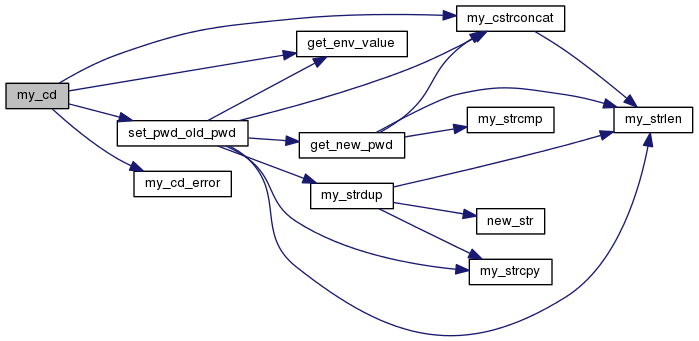 my_cd
my_cstrconcat
get_env_value
set_pwd_old_pwd
my_cd_error
get_new_pwd
my_strcmp
my_strlen
my_strdup
new_str
my_strcpy